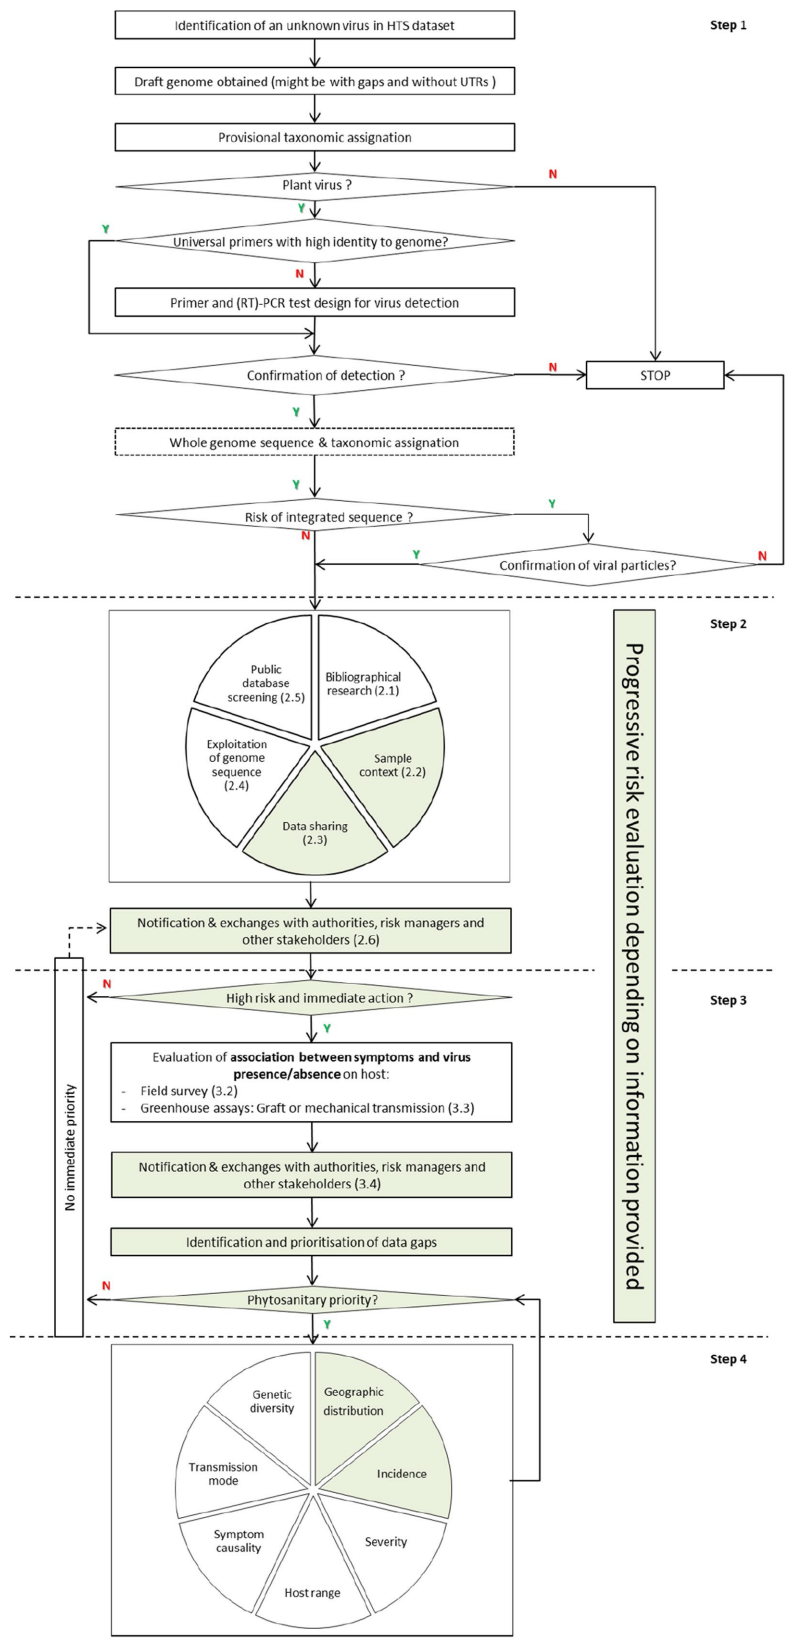 Identification of an unknown virus in HTS dataset
Step 1
Draft genome obtained (might be with gaps and without UTRs )
Provisional taxonomic assignation
Plant virus ?
N
Y
Y
Universal primers with high identity to genome?
N
Primer and (RT)-PCR test design for virus detection
Confirmation of detection ?
N
STOP
Y
Whole genome sequence & taxonomic assignation
Y
Risk of integrated sequence ?
Y
N
Y
Confirmation of viral particles?
N
Step 2
Public
database
screening (2.5)
Bibliographical
research (2.1)
Exploitation
of genome
sequence
(2.4)
Sample
context (2.2)
Data sharing
(2.3)
Progressive risk evaluation depending on information provided
Notification & exchanges with authorities, risk managers and
other stakeholders (2.6)
Step 3
N
High risk and immediate action ?
Y
Evaluation of association between symptoms and virus
presence/absence on host:
- Field survey (3.2)
- Greenhouse assays: Graft or mechanical transmission (3.3)
No immediate priority
Notification & exchanges with authorities, risk managers and
other stakeholders (3.4)
Identification and prioritisation of data gaps
N
Phytosanitary priority?
Y
Step 4
Genetic
diversity
Geographic
distribution
Transmission
mode
Incidence
Symptom
causality
Severity
Host range